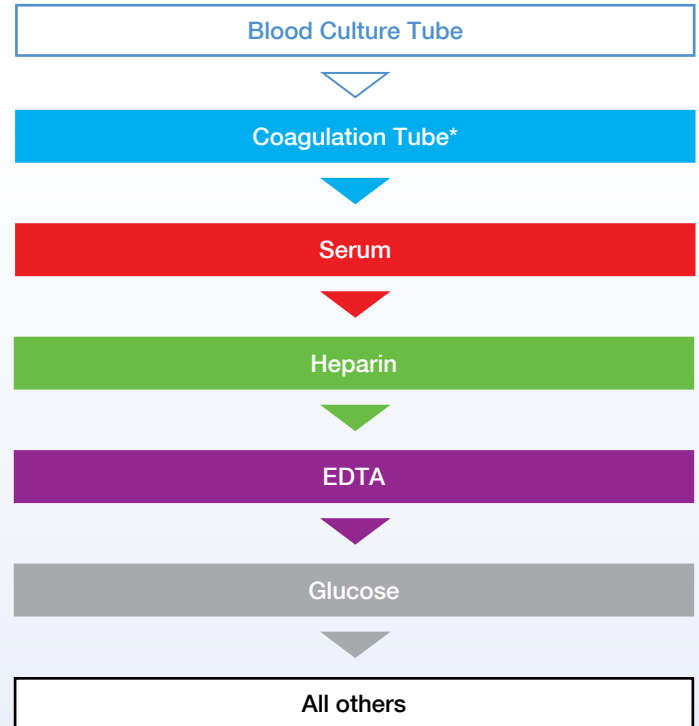 Blood Culture Tube
Coagulation Tube*
Serum
Heparin
EDTA
Glucose
All others